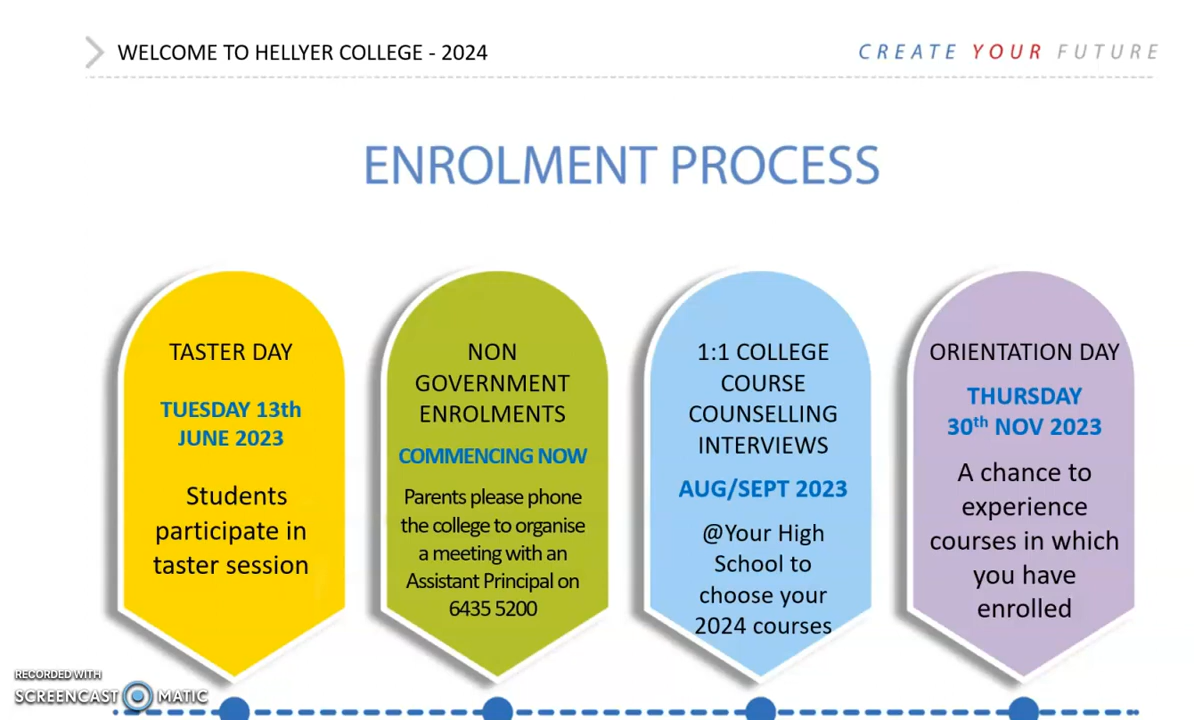 WELCOME TO HELLYER COLLEGE - 2024
CREATE YOUR FUTURE
ENROLMENT PROCESS
TASTER DAY
TUESDAY 13th
JUNE 2023
Students
participate in
taster session
NON
GOVERNMENT
ENROLMENTS
COMMENCING NOW
Parents please phone
the college to organise
a meeting with an
Assistant Principal on
6435 5200
1:1 COLLEGE
COURSE
COUNSELLING
INTERVIEWS
AUG/SEPT 2023
@Your High
School to
choose your
2024 courses
ORIENTATION DAY
THURSDAY
30th NOV 2023
A chance to
experience
courses in which
you have
enrolled
RECORDED WITH
SCREENCAST MATIC